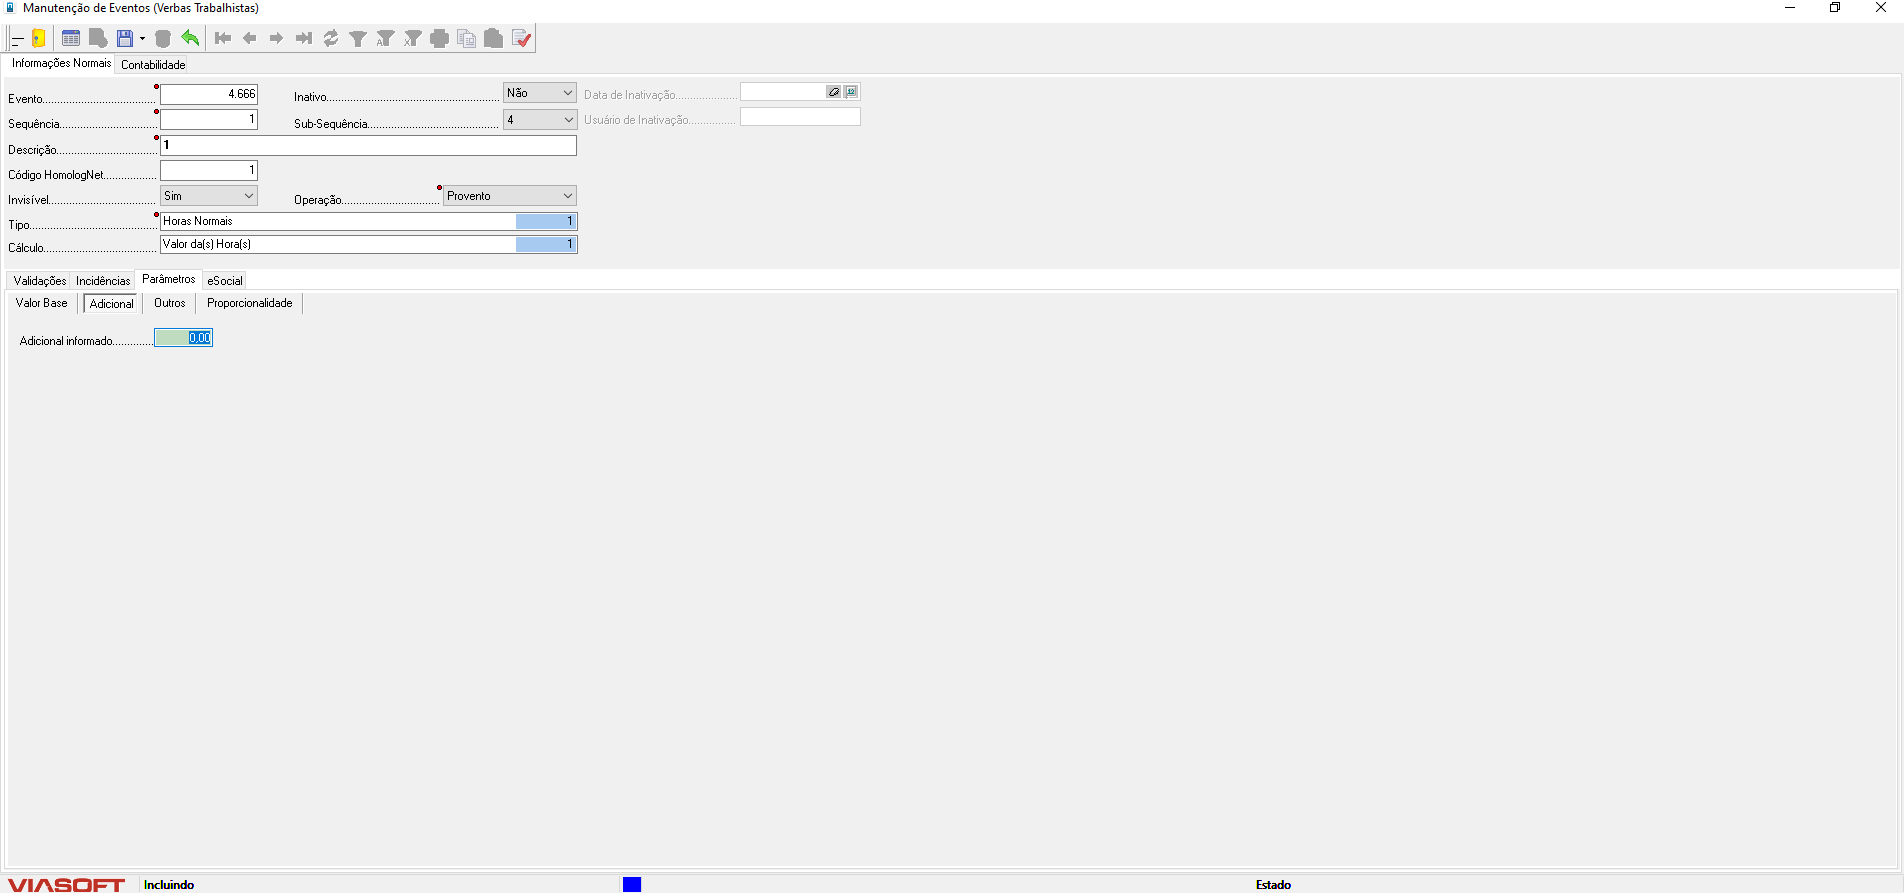 Manutenção de Eventos (Verbas Trabalhistas)
Informações Normais Contabilidade
Evento 4.666 Inativo Não Data de Inativação
Sequência 1 Sub-Sequência 4 Usuário de Inativação
Descrição 1
Código HomologNet 1
Invisível Sim Operação Provento
Tipo Horas Normais 1
Cálculo Valor da(s) Hora(s) 1
Validações Incidências Parâmetros eSocial
Valor Base Adicional Outros Proporcionalidade
Adicional informado 0,00
VIASOFT Incluindo Estado